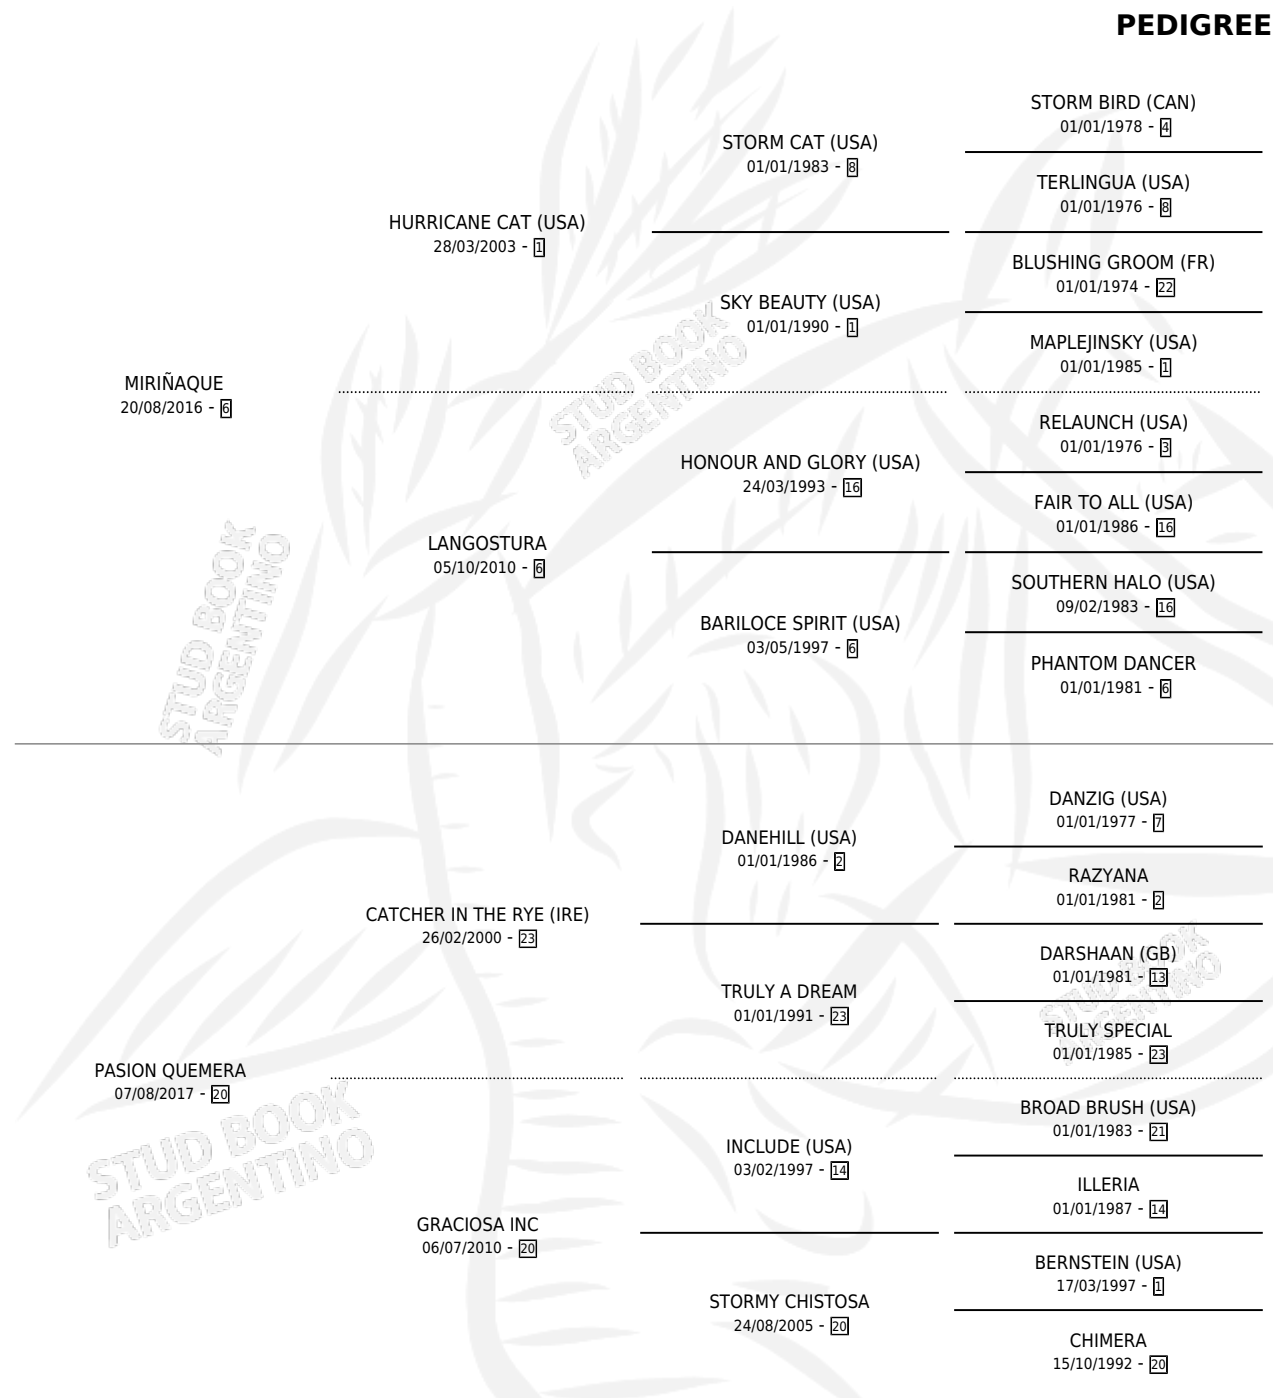 PEDIGREE
STORM BIRD (CAN)
01/01/1978 - 4
STORM CAT (USA)
01/01/1983 - 8
TERLINGUA (USA)
01/01/1976 - 8
HURRICANE CAT (USA)
28/03/2003 - 1
BLUSHING GROOM (FR)
01/01/1974 - 22
SKY BEAUTY (USA)
01/01/1990 - 1
MAPLEJINSKY (USA)
01/01/1985 - 1
MIRIÑAQUE
20/08/2016 - 6
RELAUNCH (USA)
01/01/1976 - 3
HONOUR AND GLORY (USA)
24/03/1993 - 16
FAIR TO ALL (USA)
01/01/1986 - 16
LANGOSTURA
05/10/2010 - 6
SOUTHERN HALO (USA)
09/02/1983 - 16
BARILOCE SPIRIT (USA)
03/05/1997 - 6
PHANTOM DANCER
01/01/1981 - 6
STUD BOOK
ARGENTINO
STUD BOOK
ARGENTINO
DANZIG (USA)
01/01/1977 - 7
DANEHILL (USA)
01/01/1986 - 2
RAZYANA
01/01/1981 - 2
CATCHER IN THE RYE (IRE)
26/02/2000 - 23
DARSHAAN (GB)
01/01/1981 - 13
TRULY A DREAM
01/01/1991 - 23
TRULY SPECIAL
01/01/1985 - 23
STUD BOOK
ARGENTINO
PASION QUEMERA
07/08/2017 - 20
BROAD BRUSH (USA)
01/01/1983 - 21
INCLUDE (USA)
03/02/1997 - 14
ILLERIA
01/01/1987 - 14
GRACIOSA INC
06/07/2010 - 20
BERNSTEIN (USA)
17/03/1997 - 1
STORMY CHISTOSA
24/08/2005 - 20
CHIMERA
15/10/1992 - 20
STUD BOOK
ARGENTINO